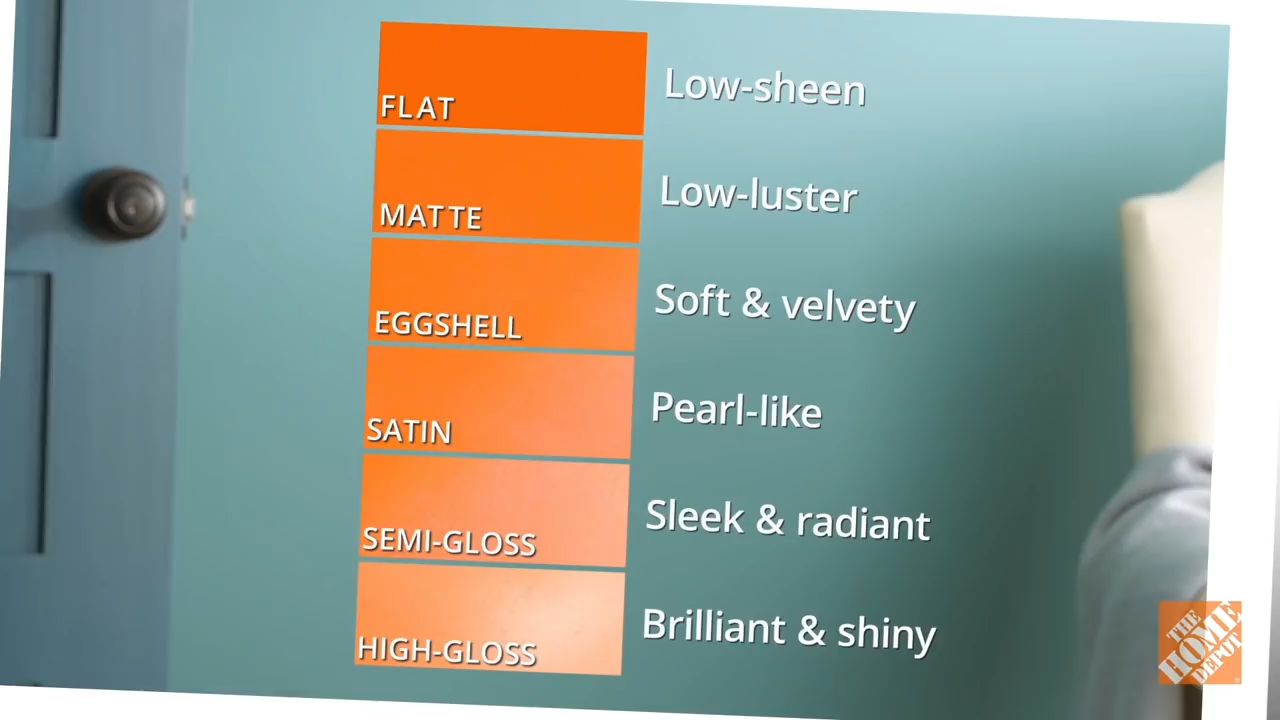 FLAT Low-sheen
MATTE Low-luster
EGGSHELL Soft & velvety
SATIN Pearl-like
SEMI-GLOSS Sleek & radiant
HIGH-GLOSS Brilliant & shiny
THE
HOME
DEPOT